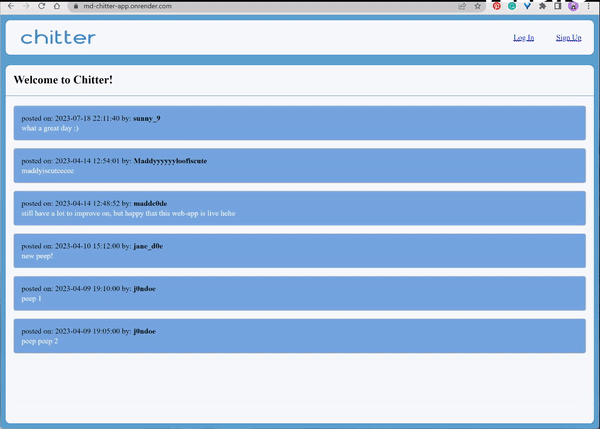 md-chitter-app.onrender.com
chitter
Log In
Sign Up
Welcome to Chitter!
posted on: 2023-07-18 22:11:40 by: sunny_9
what a great day :)
posted on: 2023-04-14 12:54:01 by: Maddyyyyyyloofiscute
maddyiscuteeeee
posted on: 2023-04-14 12:48:52 by: maddc0de
still have a lot to improve on, but happy that this web-app is live hehe
posted on: 2023-04-10 15:12:00 by: jane_d0e
new peep!
posted on: 2023-04-09 19:10:00 by: j0ndoe
peep 1
posted on: 2023-04-09 19:05:00 by: j0ndoe
peep peep 2